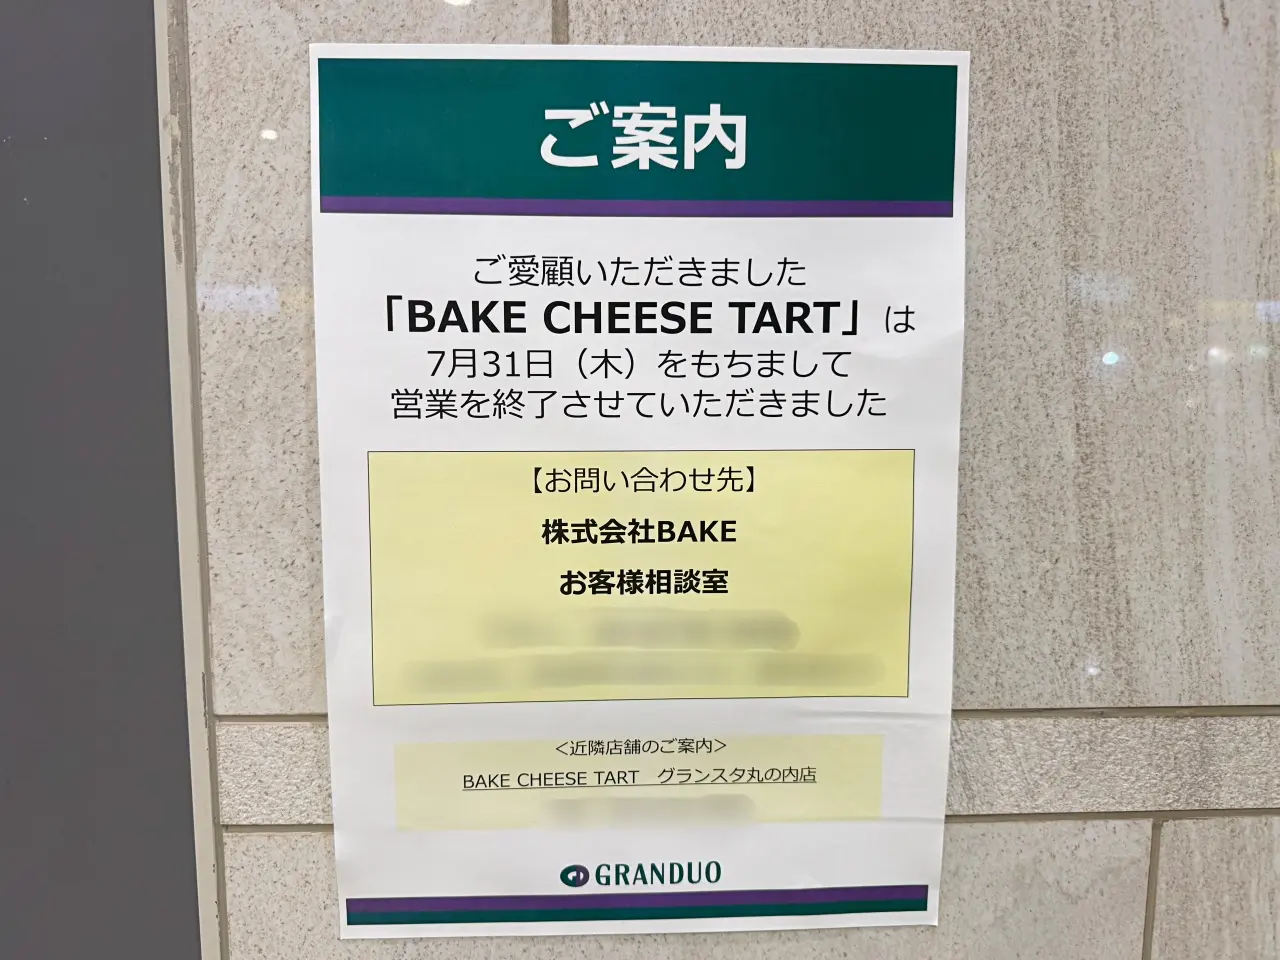 ご案内
ご愛顧いただきました
「BAKE CHEESE TART」は
7月31日（木）をもちまして
営業を終了させていただきました
【お問い合わせ先】
株式会社BAKE
お客様相談室
＜近隣店舗のご案内＞
BAKE CHEESE TART　グランスタ丸の内店
GRANDUO